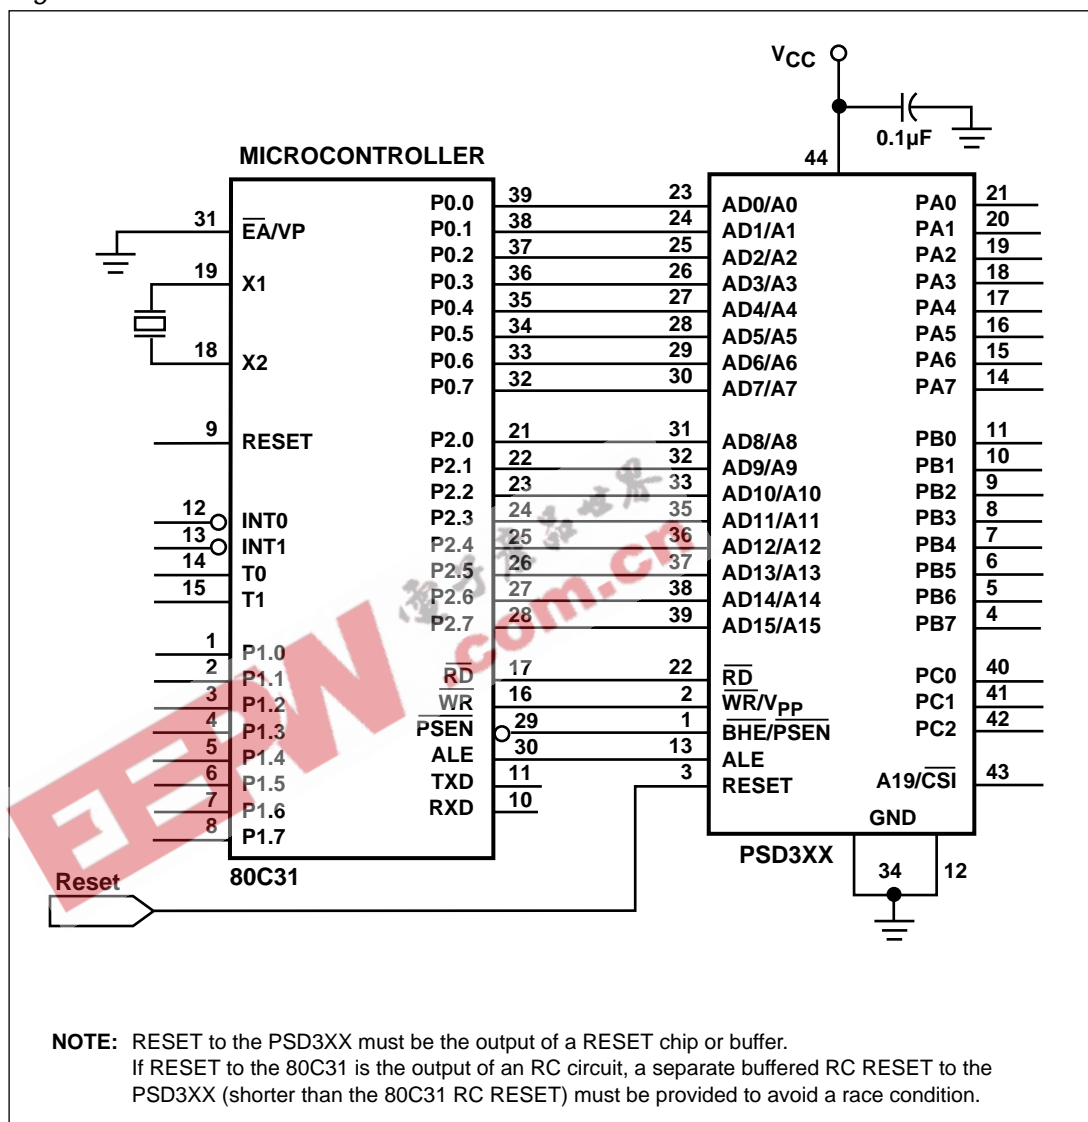 VCC
0.1µF
44
MICROCONTROLLER
31 EA/VP
19 X1
18 X2
9 RESET
12 INT0
13 INT1
14 T0
15 T1
1 P1.0
2 P1.1
3 P1.2
4 P1.3
5 P1.4
6 P1.5
7 P1.6
8 P1.7
P0.0 39
P0.1 38
P0.2 37
P0.3 36
P0.4 35
P0.5 34
P0.6 33
P0.7 32
P2.0 21
P2.1 22
P2.2 23
P2.3 24
P2.4 25
P2.5 26
P2.6 27
P2.7 28
RD 17
WR 16
PSEN 29
ALE 30
TXD 11
RXD 10
80C31
23 AD0/A0
24 AD1/A1
25 AD2/A2
26 AD3/A3
27 AD4/A4
28 AD5/A5
29 AD6/A6
30 AD7/A7
31 AD8/A8
32 AD9/A9
33 AD10/A10
35 AD11/A11
36 AD12/A12
37 AD13/A13
38 AD14/A14
39 AD15/A15
22 RD
2 WR/VPP
1 BHE/PSEN
13 ALE
3 RESET
PA0 21
PA1 20
PA2 19
PA3 18
PA4 17
PA5 16
PA6 15
PA7 14
PB0 11
PB1 10
PB2 9
PB3 8
PB4 7
PB5 6
PB6 5
PB7 4
PC0 40
PC1 41
PC2 42
A19/CSI 43
GND
PSD3XX
34 12
Reset
EEPW.com.cn
電子產品世界
NOTE: RESET to the PSD3XX must be the output of a RESET chip or buffer.
If RESET to the 80C31 is the output of an RC circuit, a separate buffered RC RESET to the
PSD3XX (shorter than the 80C31 RC RESET) must be provided to avoid a race condition.